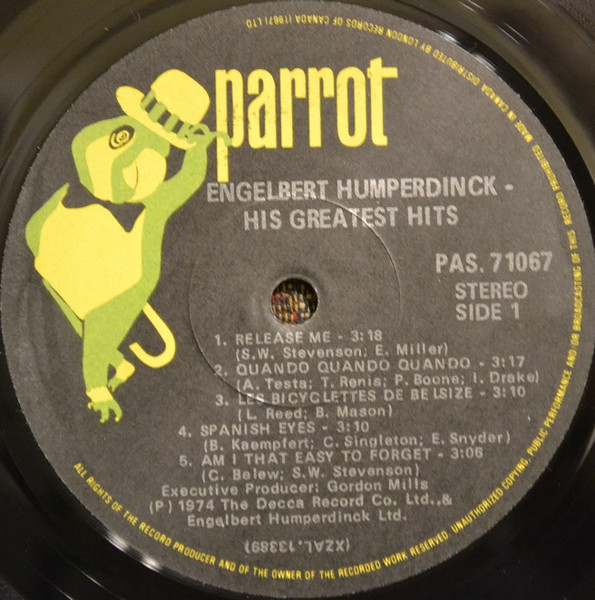 parrot
ENGELBERT HUMPERDINCK -
HIS GREATEST HITS
PAS. 71067
STEREO
SIDE 1
1. RELEASE ME - 3:18
(S.W. Stevenson; E. Miller)
2. QUANDO QUANDO QUANDO - 3:17
(A. Testa; T. Renis; P. Boone; I. Drake)
3. LES BICYCLETTES DE BELSIZE - 3:10
(L. Reed; B. Mason)
4. SPANISH EYES - 3:10
(B. Kaempfert; C. Singleton; E. Snyder)
5. AM I THAT EASY TO FORGET - 3:06
(C. Belew; S.W. Stevenson)
Executive Producer: Gordon Mills
(P) 1974 The Decca Record Co. Ltd.,&
Engelbert Humperdinck Ltd.
(XZAL.13389)
ALL RIGHTS OF THE RECORD PRODUCER AND OF THE OWNER OF THE RECORDED WORK RESERVED. UNAUTHORIZED COPYING, PUBLIC PERFORMANCE AND/OR BROADCASTING OF THIS RECORD PROHIBITED. MADE IN CANADA DISTRIBUTED BY LONDON RECORDS OF CANADA (1967) LTD